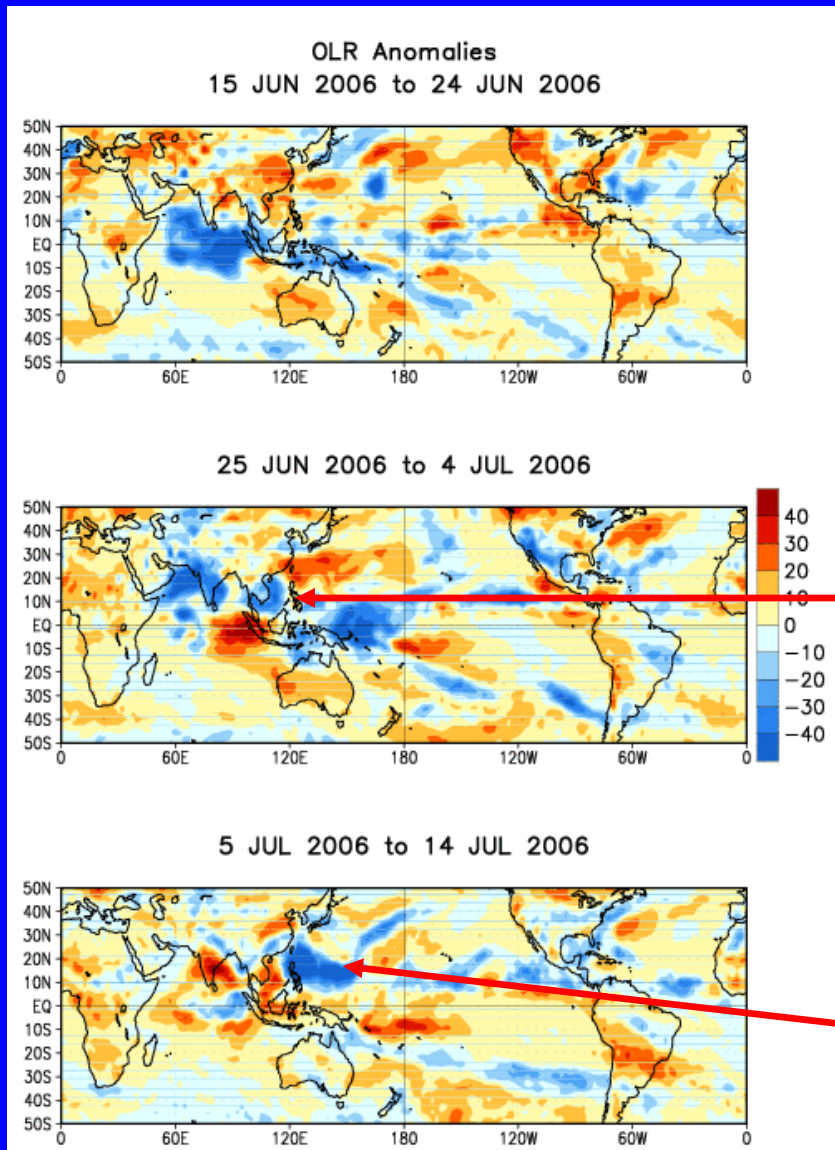 OLR Anomalies
15 JUN 2006 to 24 JUN 2006
50N
40N
30N
20N
10N
EQ
10S
20S
30S
40S
50S
0 60E 120E 180 120W 60W 0
25 JUN 2006 to 4 JUL 2006
50N
40N
30N
20N
10N
EQ
10S
20S
30S
40S
50S
0 60E 120E 180 120W 60W 0
40
30
20
10
0
-10
-20
-30
-40
5 JUL 2006 to 14 JUL 2006
50N
40N
30N
20N
10N
EQ
10S
20S
30S
40S
50S
0 60E 120E 180 120W 60W 0